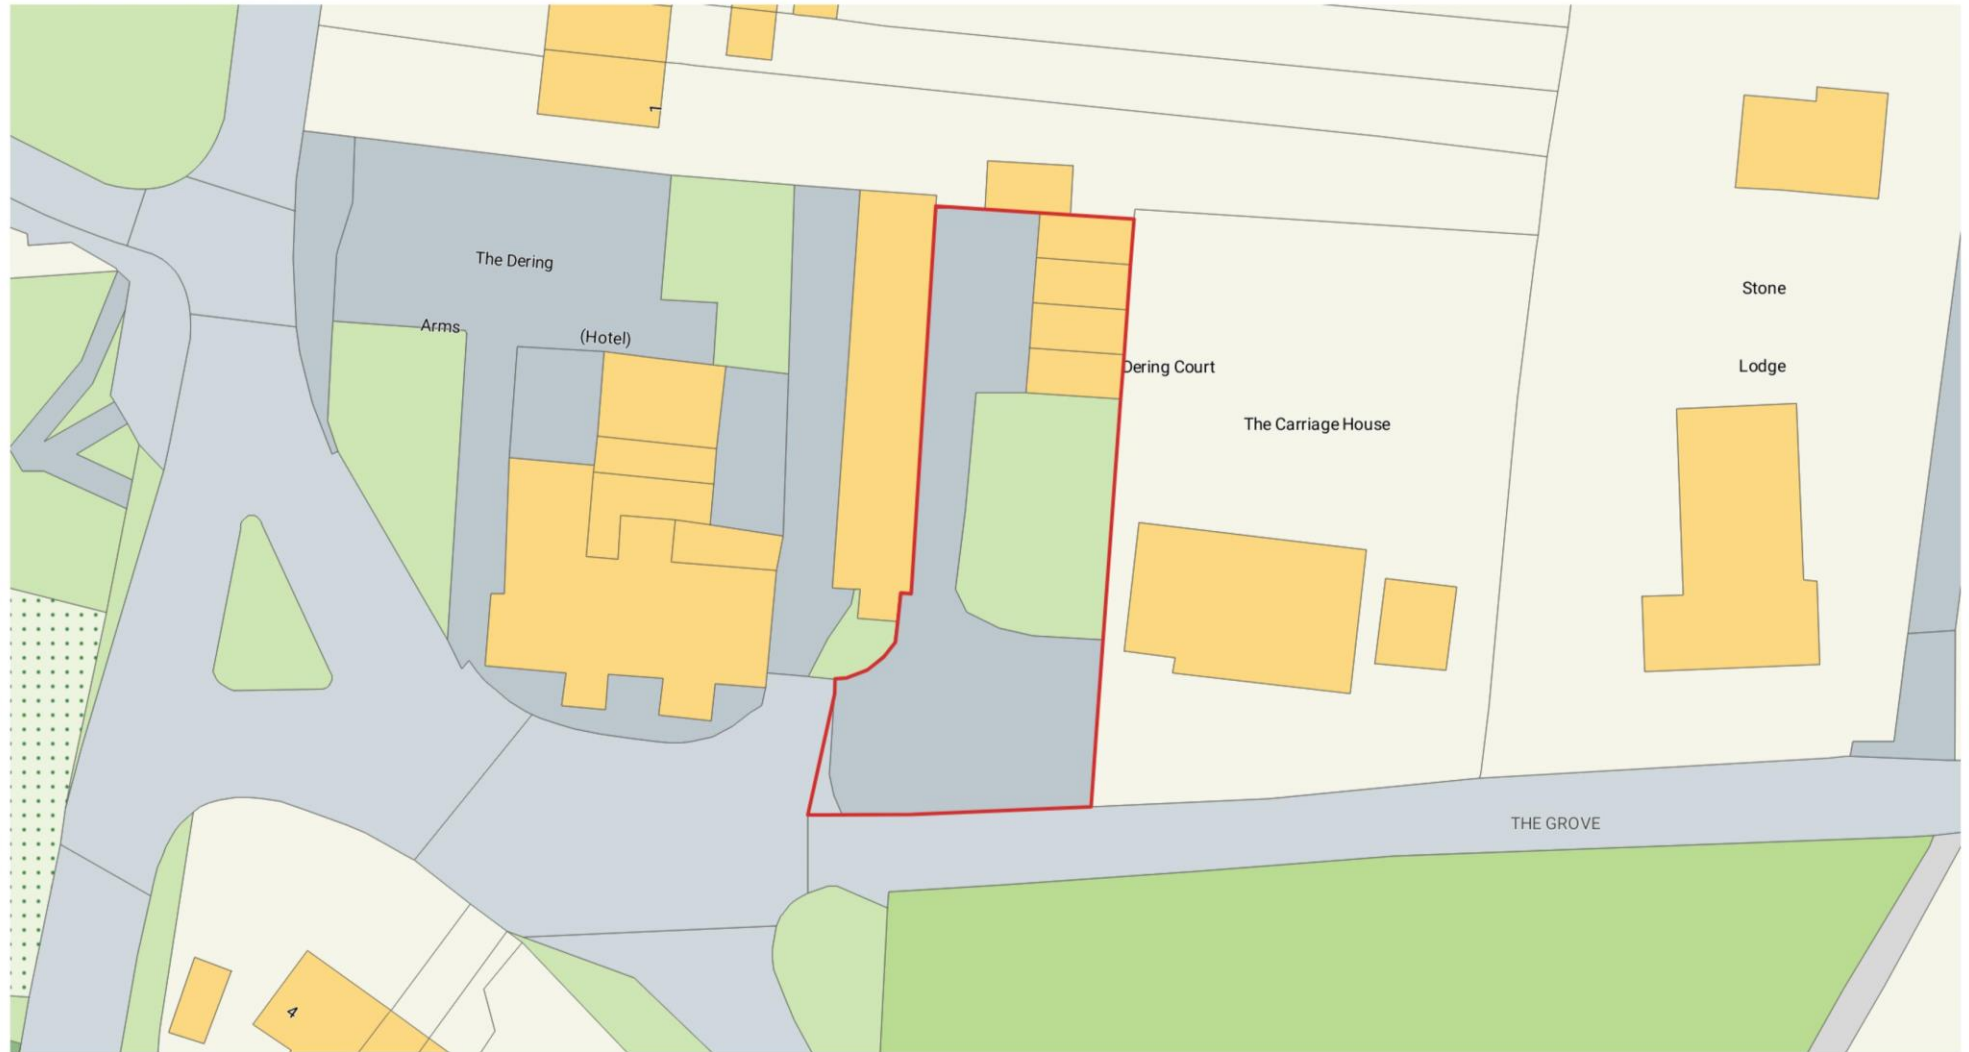 1
The Dering
Arms
(Hotel)
Dering Court
The Carriage House
Stone
Lodge
THE GROVE
4